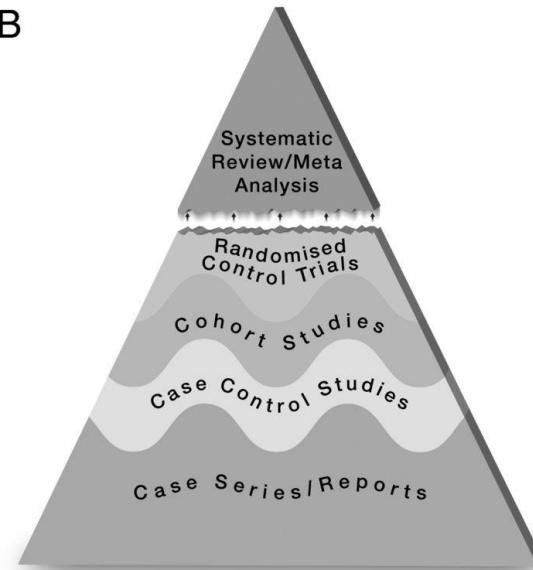 B
Systematic
Review/Meta
Analysis
Randomised
Control Trials
Cohort Studies
Case Control Studies
Case Series/Reports